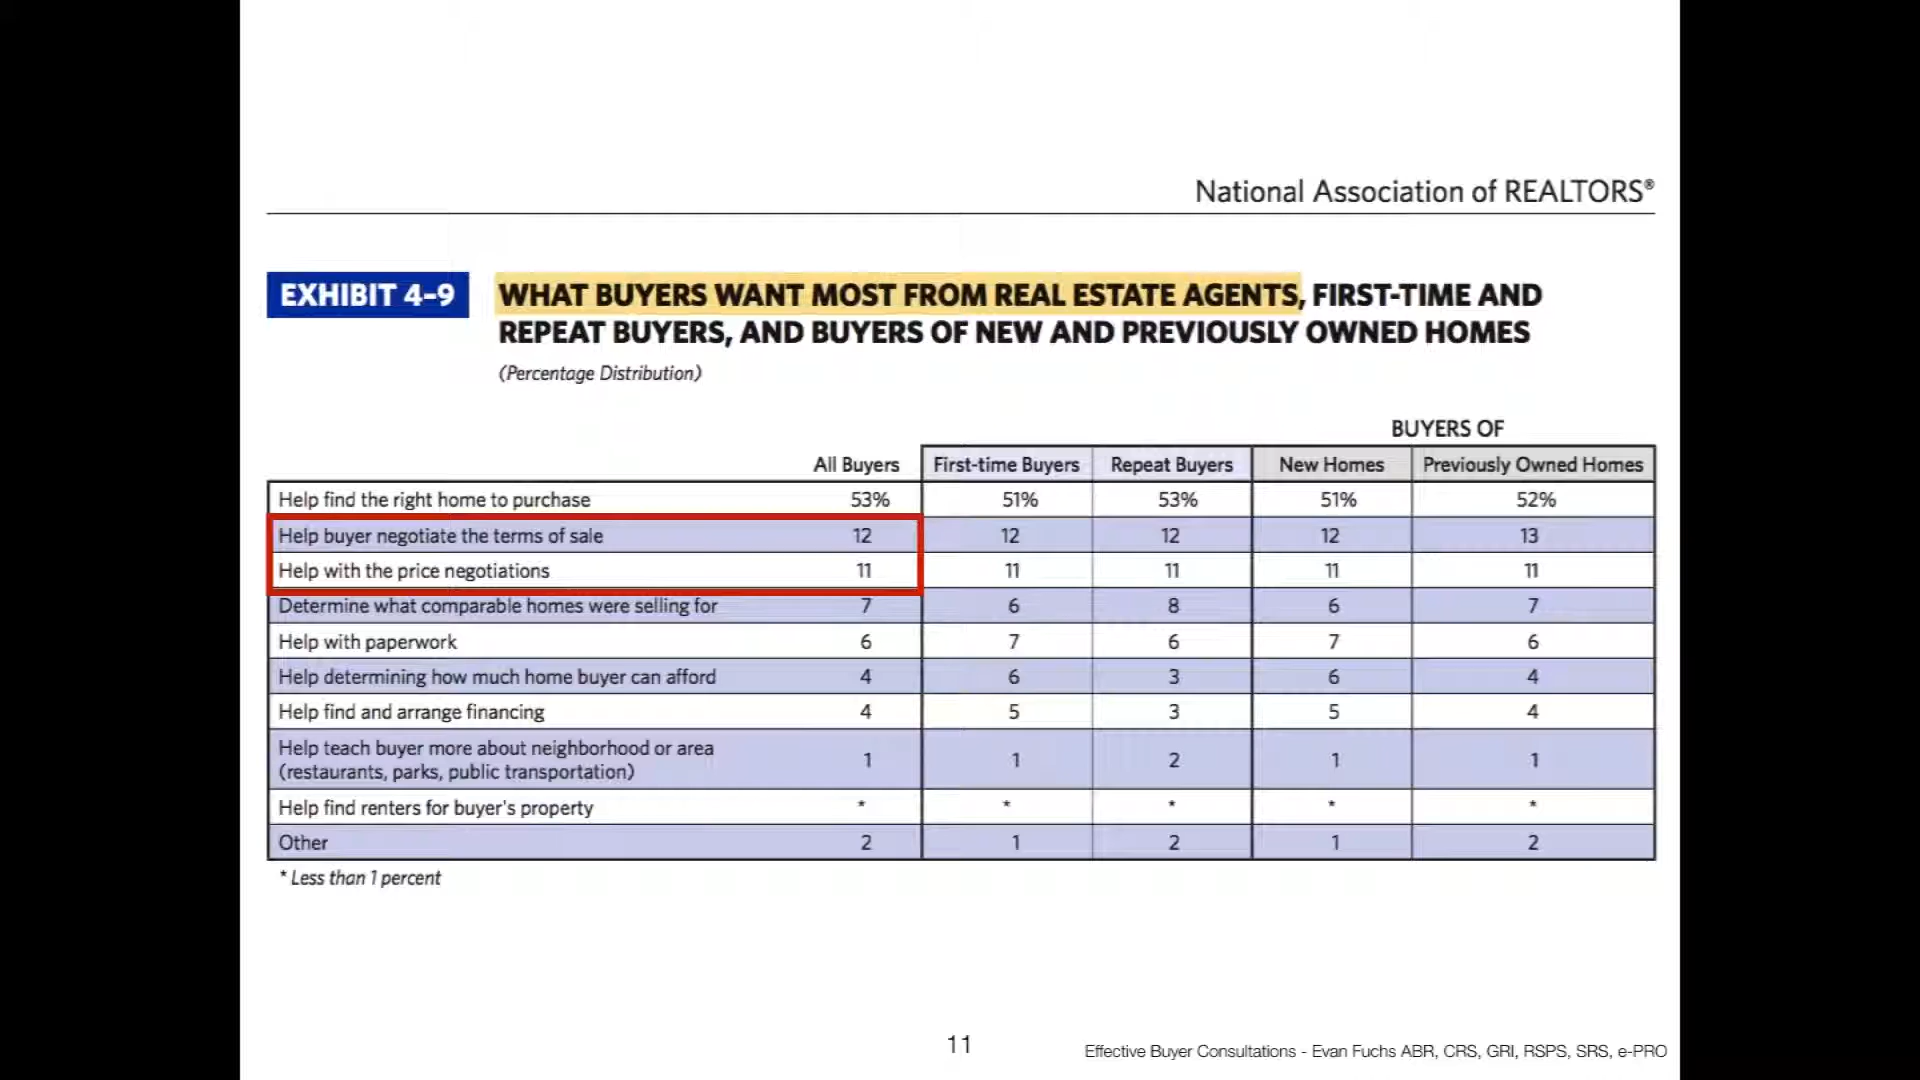 National Association of REALTORS®
EXHIBIT 4-9
WHAT BUYERS WANT MOST FROM REAL ESTATE AGENTS, FIRST-TIME AND
REPEAT BUYERS, AND BUYERS OF NEW AND PREVIOUSLY OWNED HOMES
(Percentage Distribution)
BUYERS OF
All Buyers First-time Buyers Repeat Buyers New Homes Previously Owned Homes
Help find the right home to purchase 53% 51% 53% 51% 52%
Help buyer negotiate the terms of sale 12 12 12 12 13
Help with the price negotiations 11 11 11 11 11
Determine what comparable homes were selling for 7 6 8 6 7
Help with paperwork 6 7 6 7 6
Help determining how much home buyer can afford 4 6 3 6 4
Help find and arrange financing 4 5 3 5 4
Help teach buyer more about neighborhood or area
(restaurants, parks, public transportation) 1 1 2 1 1
Help find renters for buyer's property * * * * *
Other 2 1 2 1 2
* Less than 1 percent
11
Effective Buyer Consultations - Evan Fuchs ABR, CRS, GRI, RSPS, SRS, e-PRO